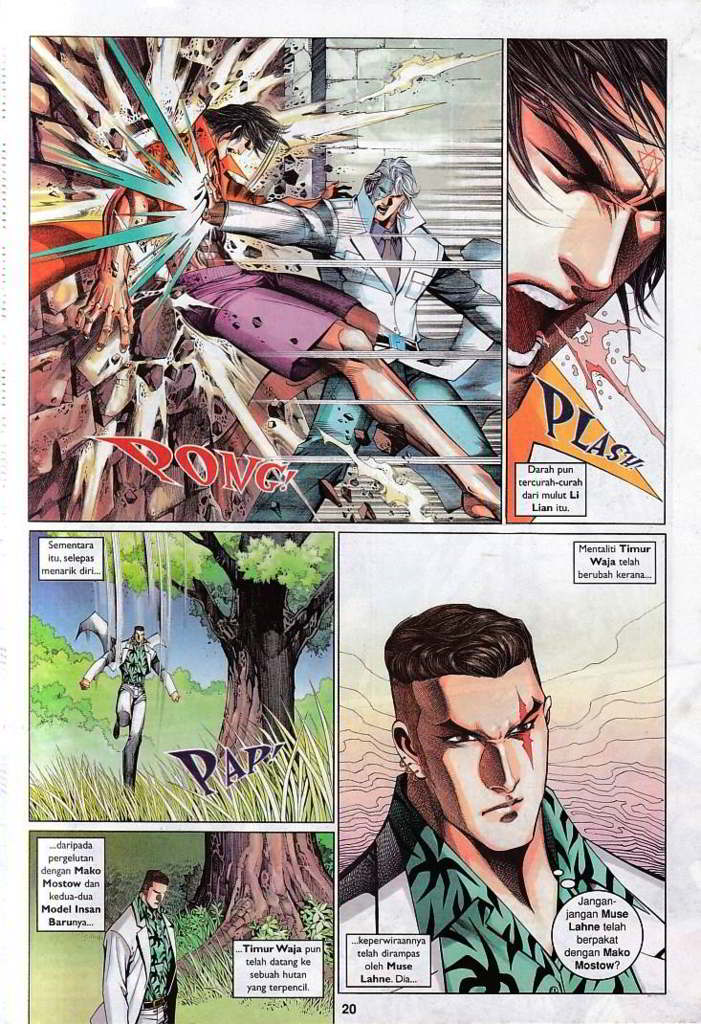 PONG!
PLASH!
Darah pun
tercurah-curah
dari mulut Li
Lian itu.
Sementara
itu, selepas
menarik diri...
PAP!
...daripada
pergelutan
dengan Mako
Mostow dan
kedua-dua
Model Insan
Barunya...
...Timur Waja pun
telah datang ke
sebuah hutan
yang terpencil.
Mentaliti Timur
Waja telah
berubah kerana...
...keperwiraannya
telah dirampas
oleh Muse
Lahne. Dia...
Jangan-
jangan Muse
Lahne telah
berpakat
dengan Mako
Mostow?
20